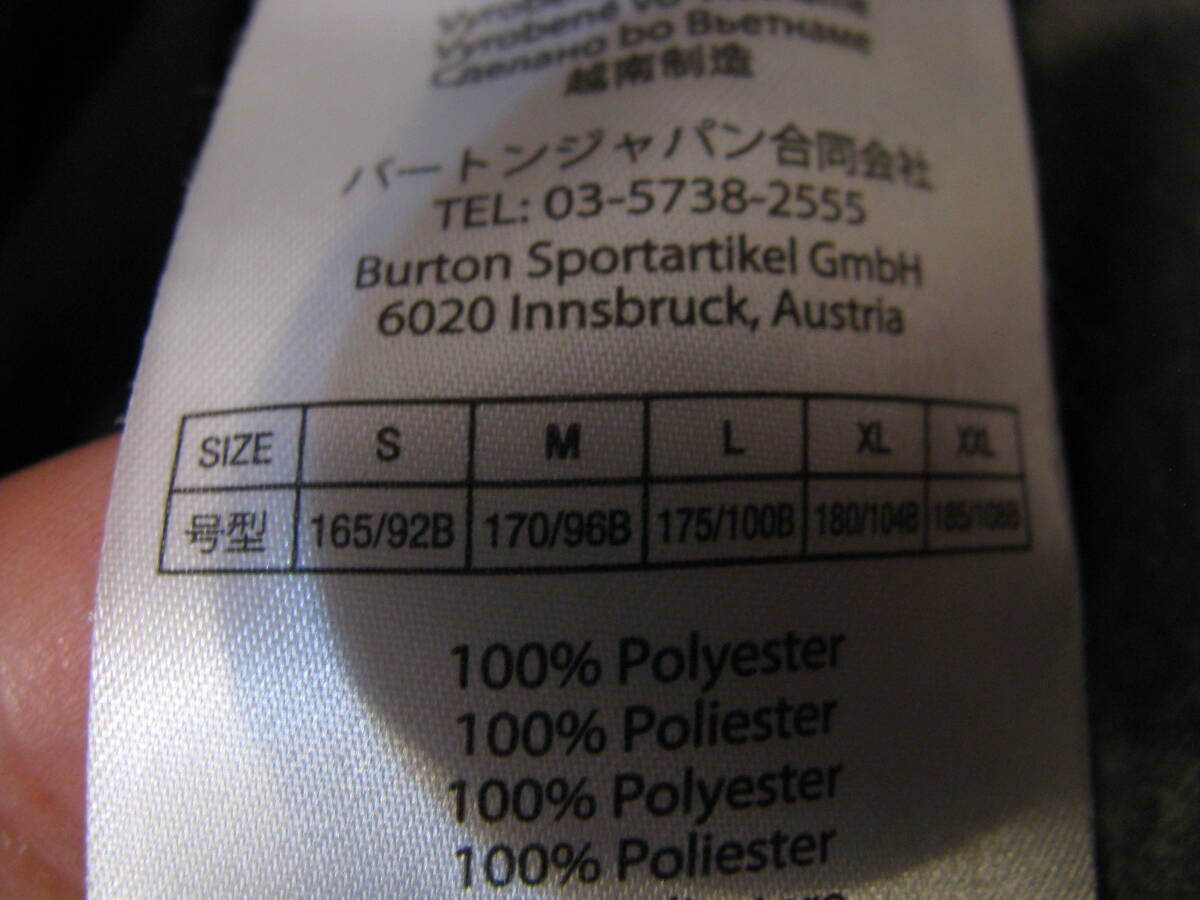 Vyrobené vo
Сделано во Вьетнаме
越南制造
バートンジャパン合同会社
TEL: 03-5738-2555
Burton Sportartikel GmbH
6020 Innsbruck, Austria
SIZE S M L XL XXL
号型 165/92B 170/96B 175/100B 180/104B 185/108B
100% Polyester
100% Poliester
100% Polyester
100% Poliester